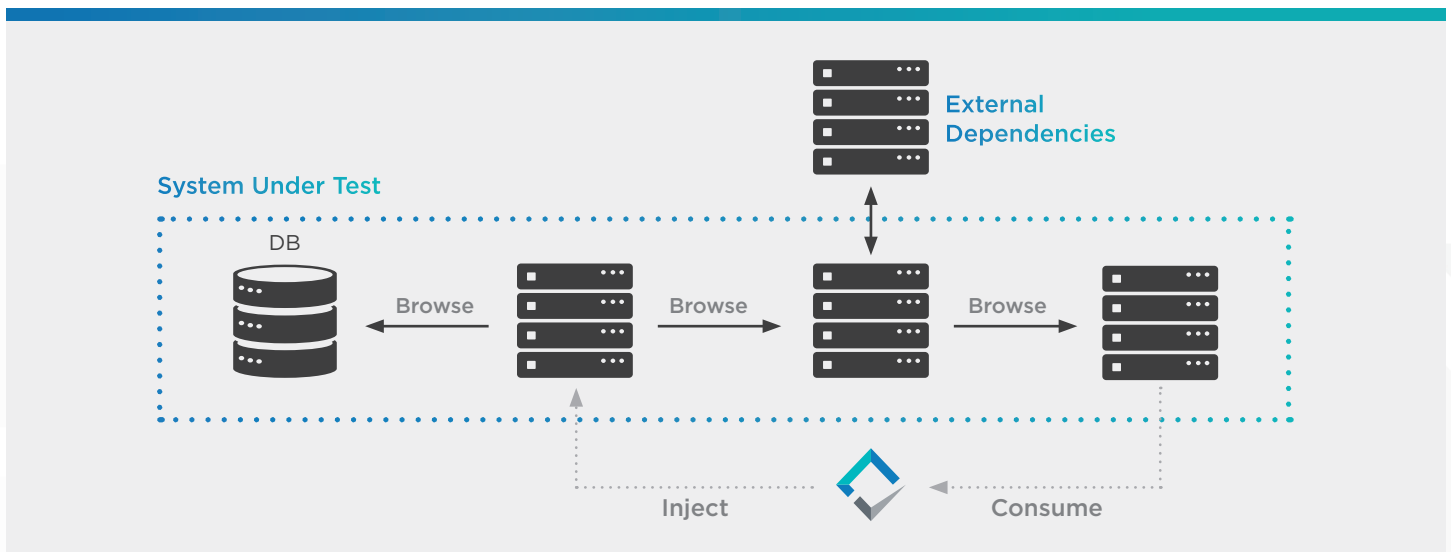 External
Dependencies
System Under Test
DB
Browse
Browse
Browse
Inject
Consume